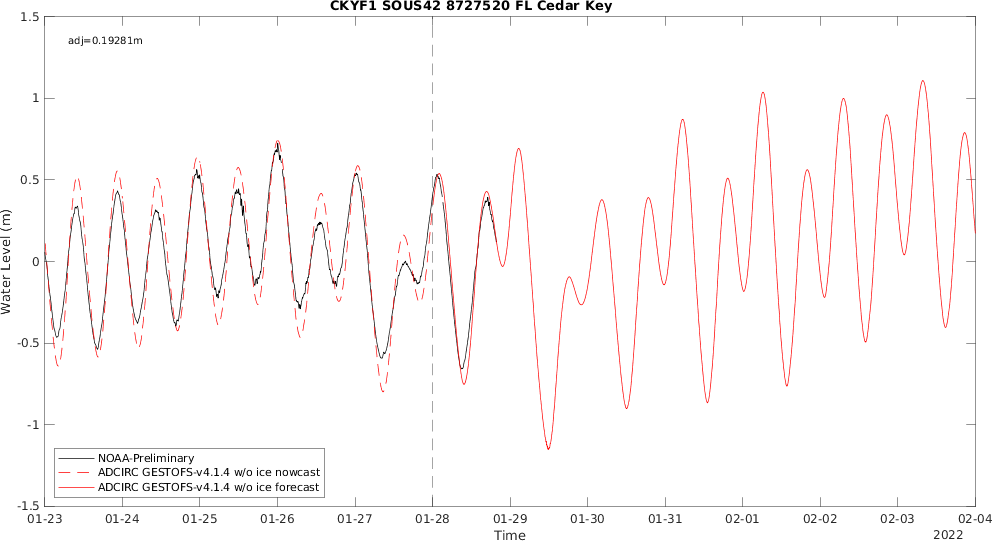 CKYF1 SOUS42 8727520 FL Cedar Key
1.5
adj=0.19281m
1
0.5
0
-0.5
-1
-1.5
Water Level (m)
NOAA-Preliminary
ADCIRC GESTOFS-v4.1.4 w/o ice nowcast
ADCIRC GESTOFS-v4.1.4 w/o ice forecast
01-23 01-24 01-25 01-26 01-27 01-28 01-29 01-30 01-31 02-01 02-02 02-03 02-04
Time
2022